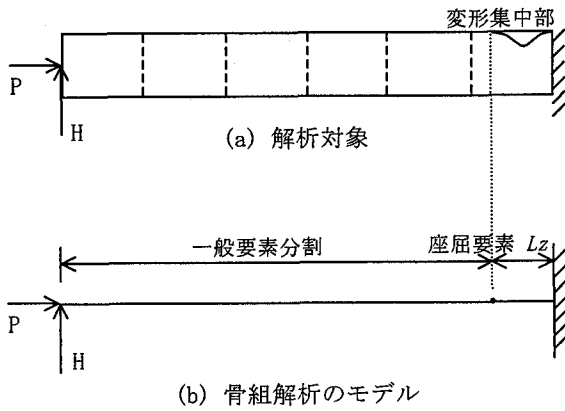 変形集中部
P
H
(a) 解析対象
一般要素分割
座屈要素 Lz
P
H
(b) 骨組解析のモデル